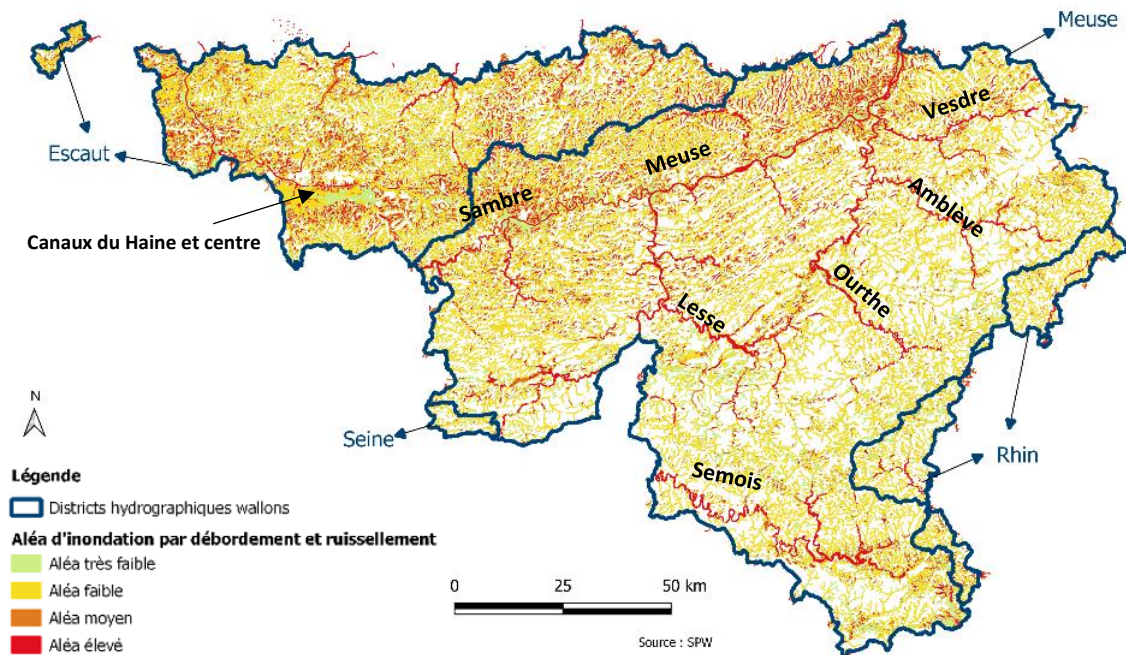 Meuse
Vesdre
Escaut
Meuse
Sambre
Amblève
Canaux du Haine et centre
Ourthe
Lesse
N
Seine
Rhin
Semois
Légende
Districts hydrographiques wallons
Aléa d'inondation par débordement et ruissellement
Aléa très faible
Aléa faible
Aléa moyen
Aléa élevé
0 25 50 km
Source : SPW